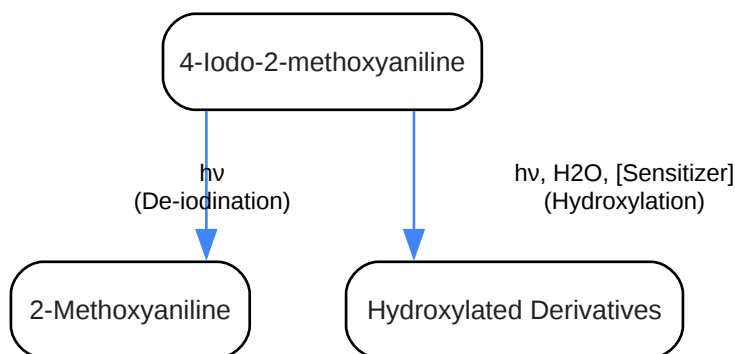 4-Iodo-2-methoxyaniline
hν
(De-iodination)
hν, H2O, [Sensitizer]
(Hydroxylation)
2-Methoxyaniline
Hydroxylated Derivatives